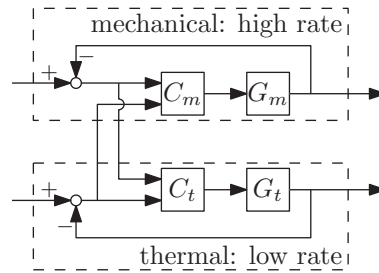 mechanical: high rate
−
+
C_m
G_m
+
C_t
G_t
−
thermal: low rate